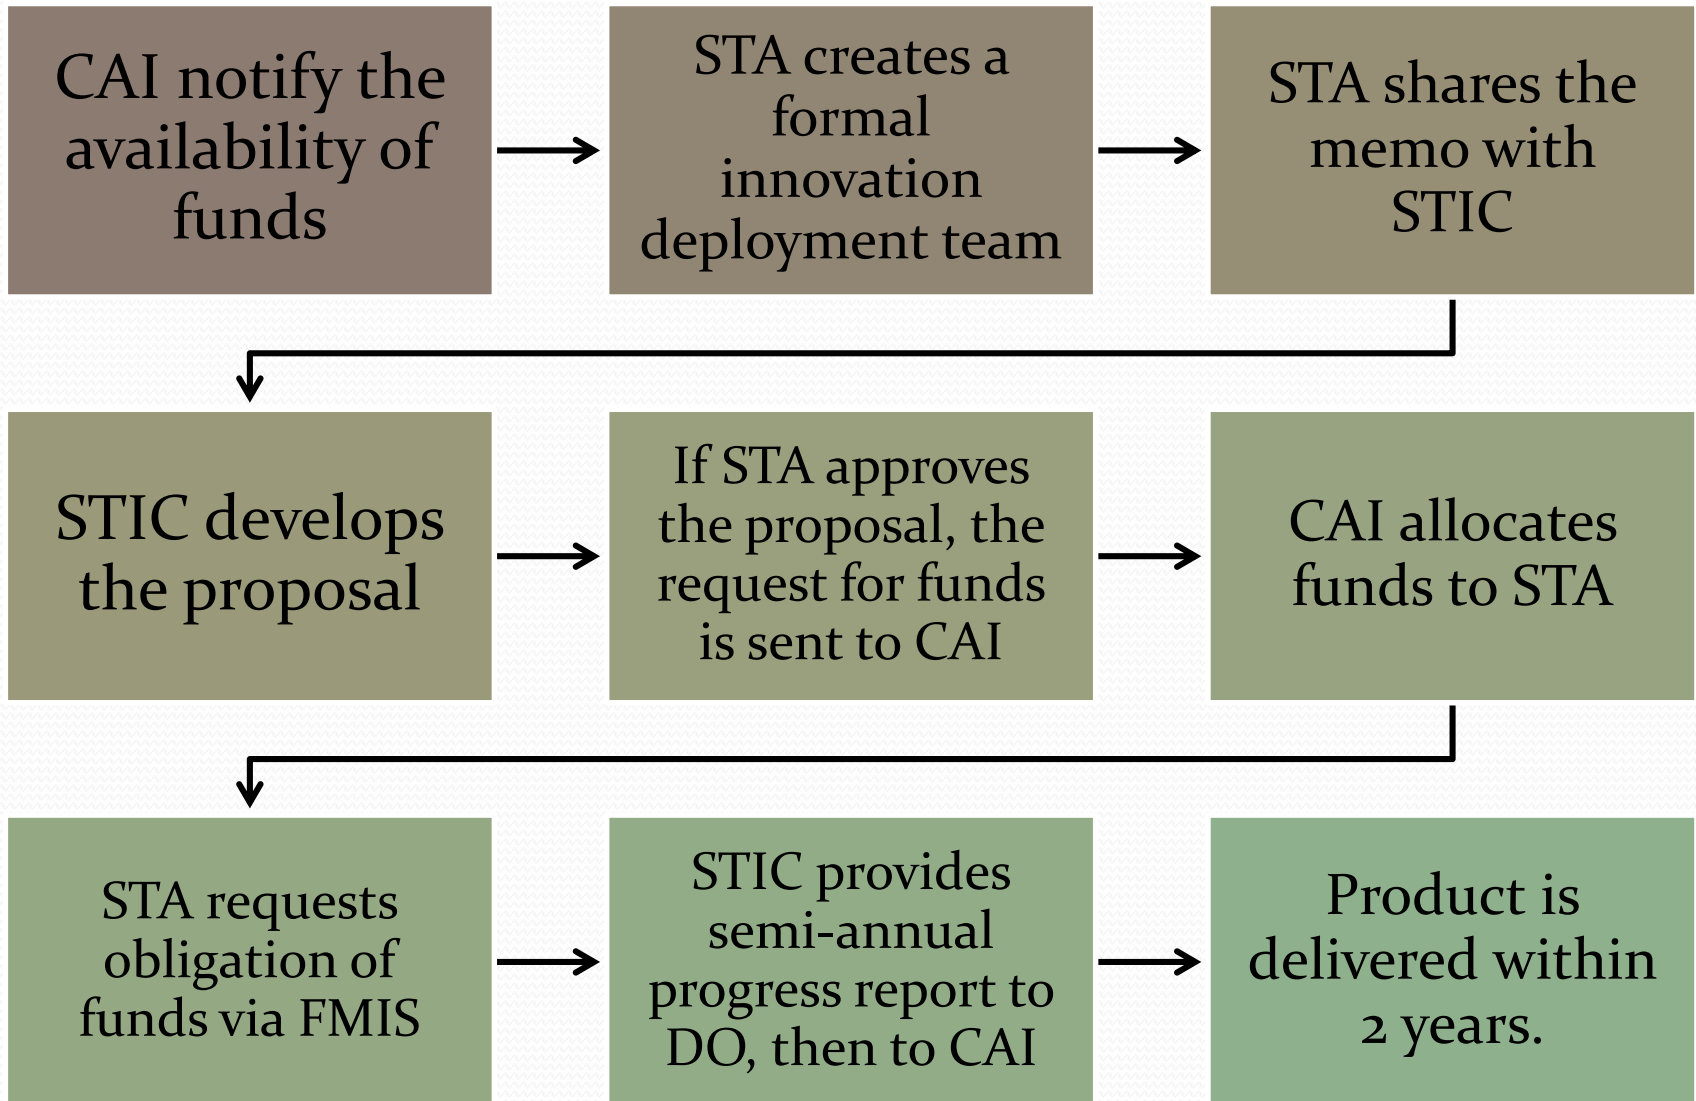 CAI notify the
availability of
funds
STA creates a
formal
innovation
deployment team
STA shares the
memo with
STIC
STIC develops
the proposal
If STA approves
the proposal, the
request for funds
is sent to CAI
CAI allocates
funds to STA
STA requests
obligation of
funds via FMIS
STIC provides
semi-annual
progress report to
DO, then to CAI
Product is
delivered within
2 years.